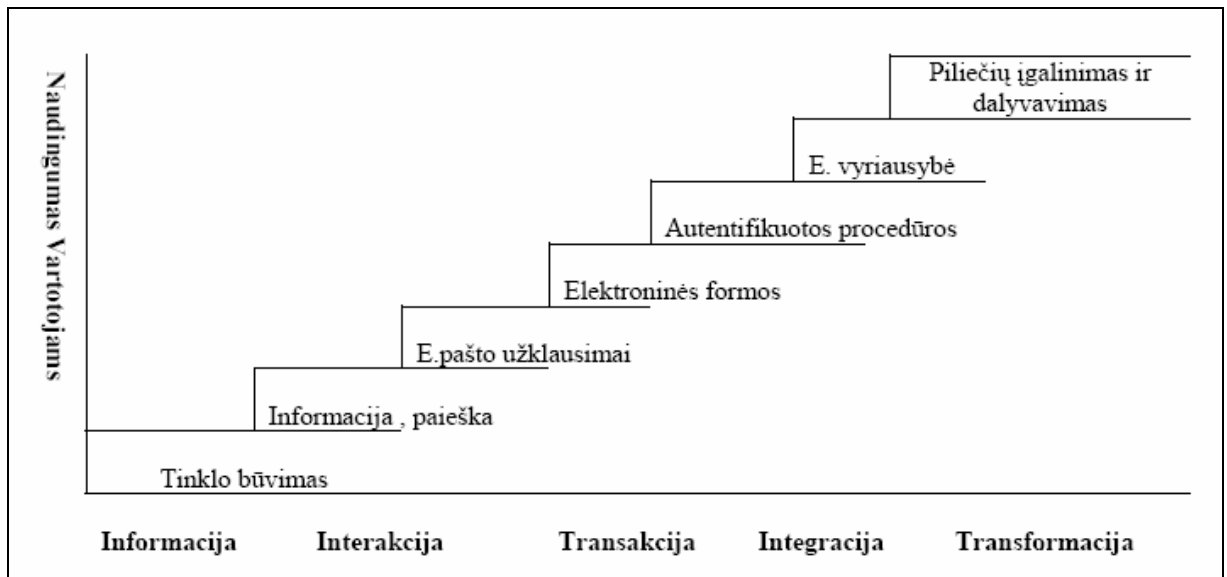 Naudingumas Vartotojams
Piliečių įgalinimas ir
dalyvavimas
E. vyriausybė
Autentifikuotos procedūros
Elektroninės formos
E.pašto užklausimai
Informacija , paieška
Tinklo būvimas
Informacija Interakcija Transakcija Integracija Transformacija